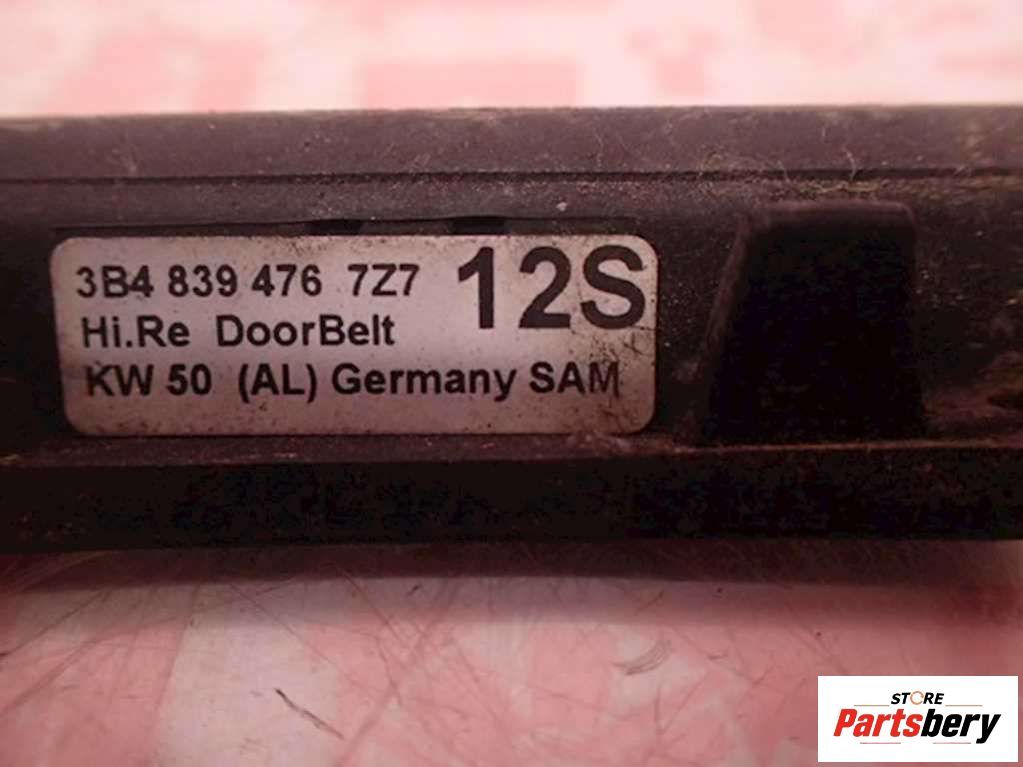 3B4 839 476 7Z7 12S
Hi.Re DoorBelt
KW 50 (AL) Germany SAM
STORE
Partsbery